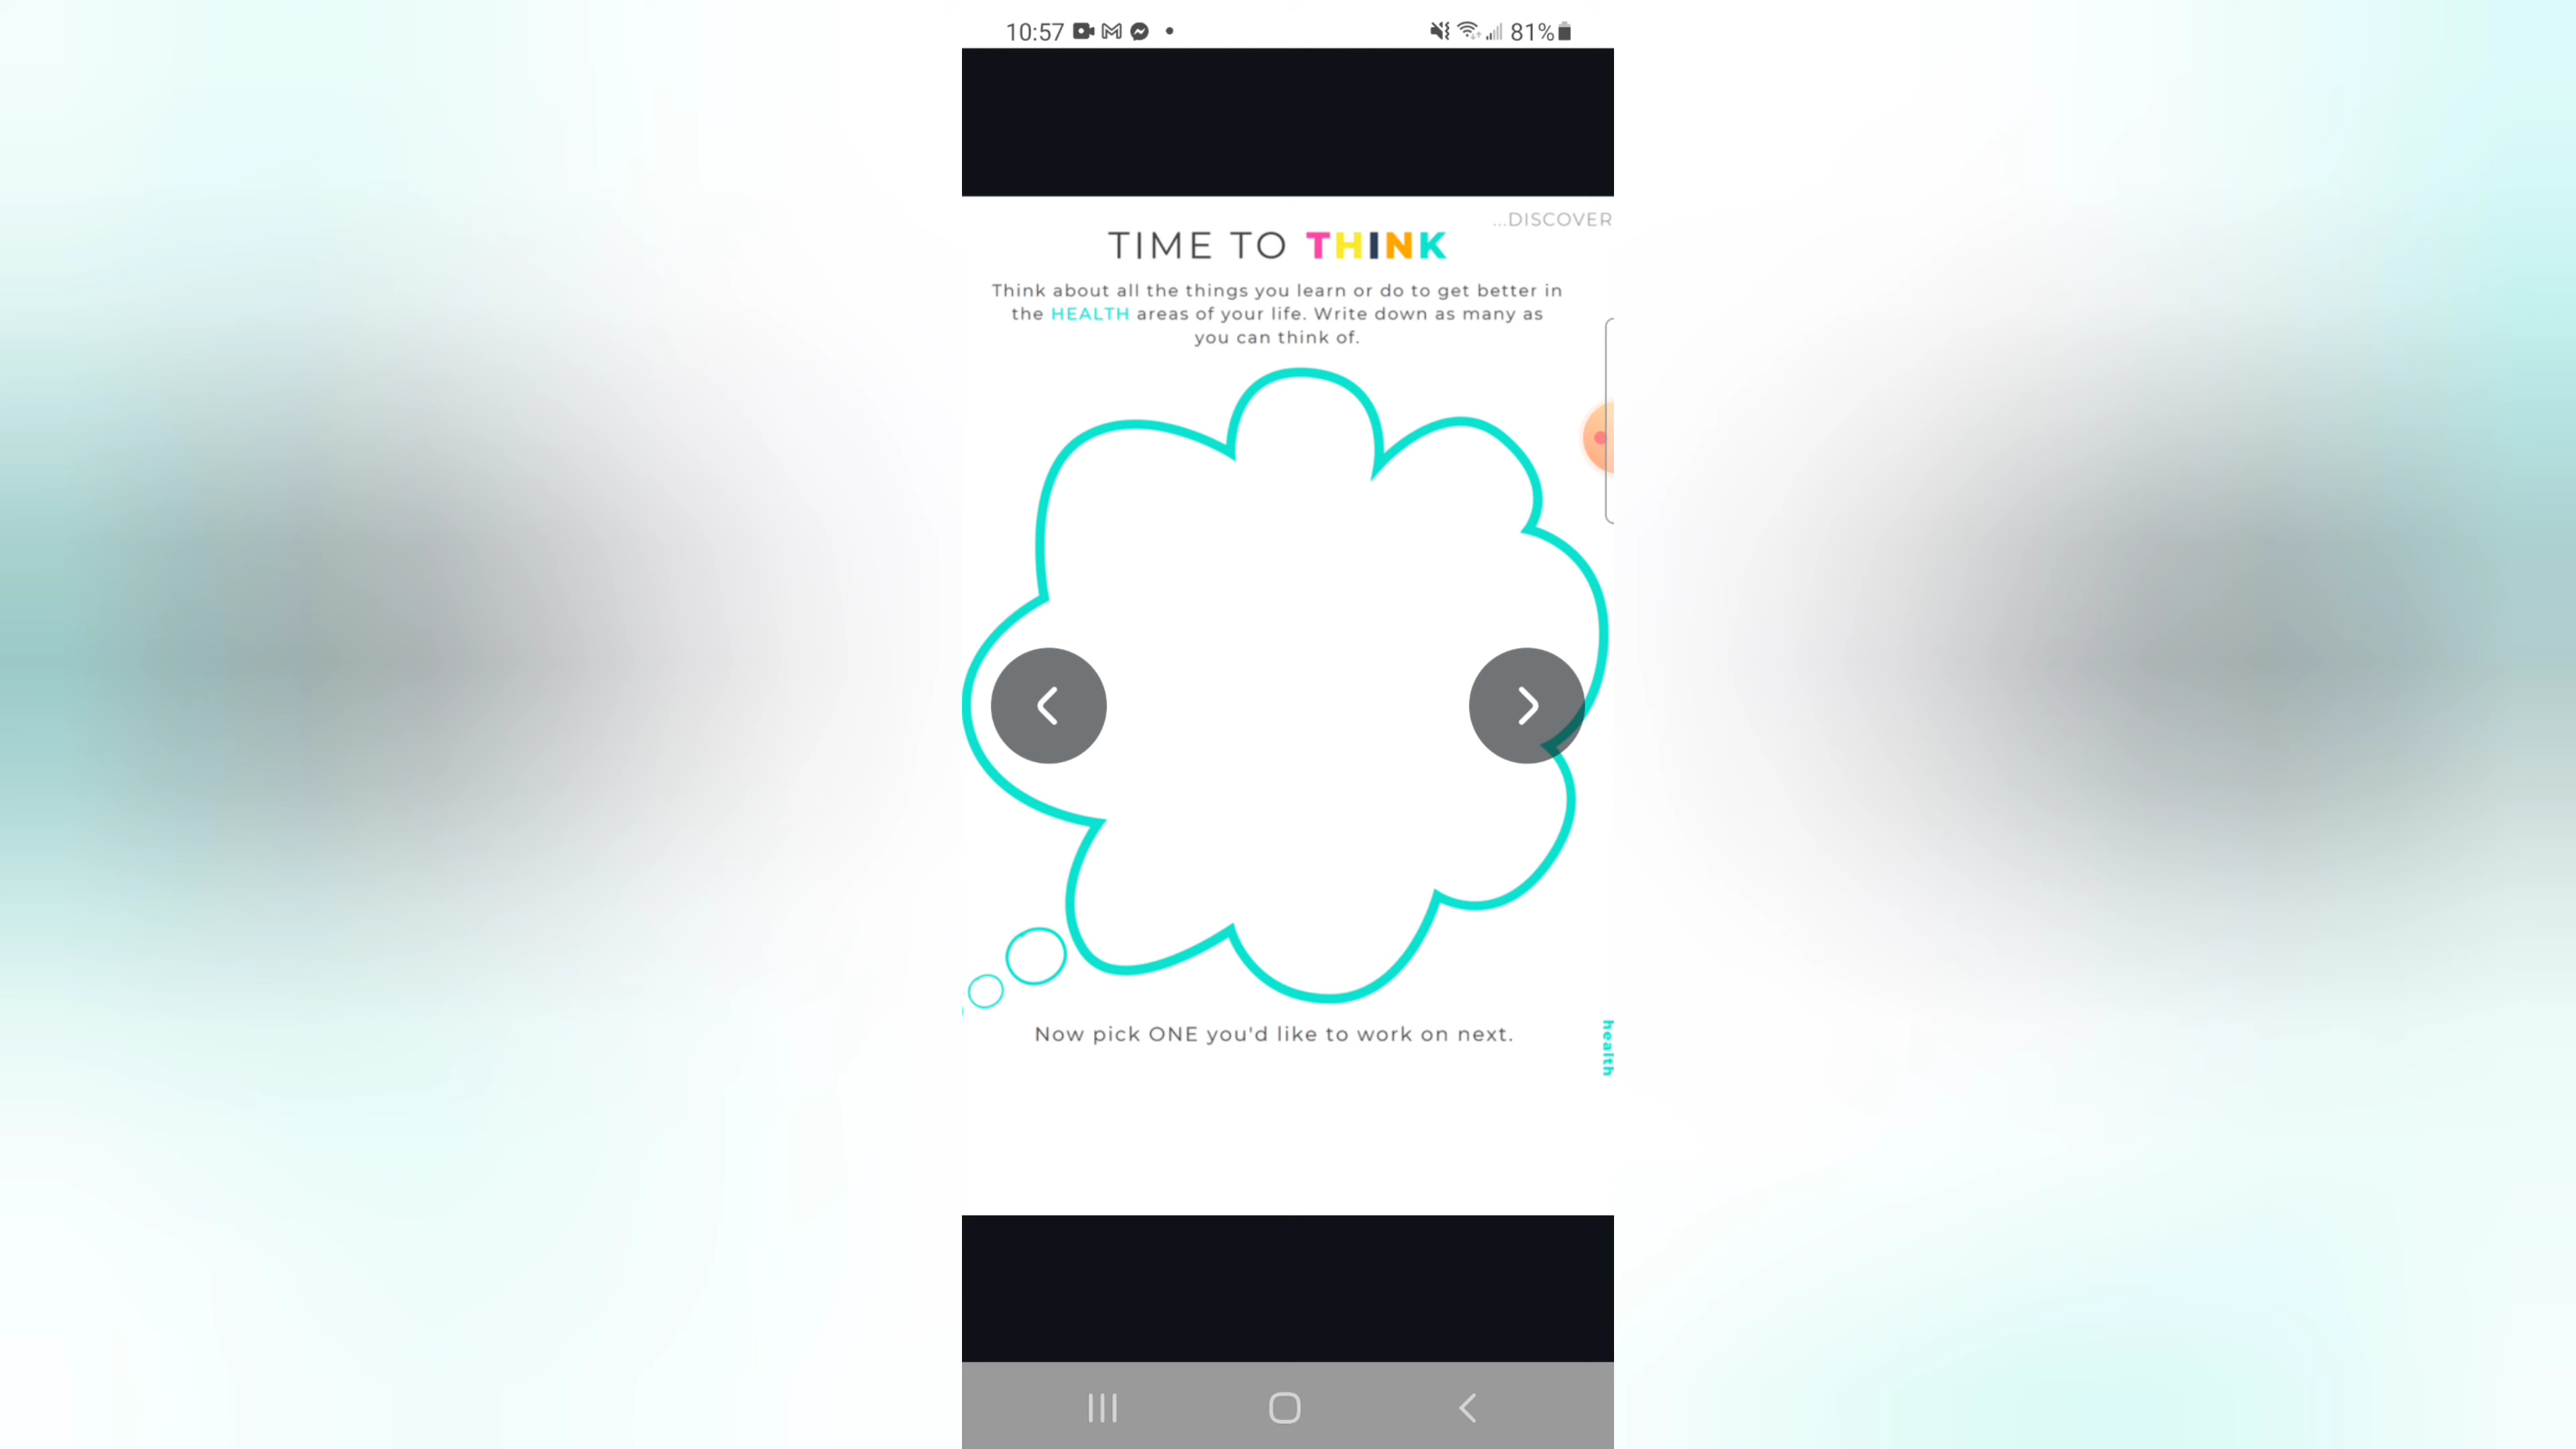 10:57
81%
...DISCOVER
TIME TO THINK
Think about all the things you learn or do to get better in
the HEALTH areas of your life. Write down as many as
you can think of.
Now pick ONE you'd like to work on next.
health